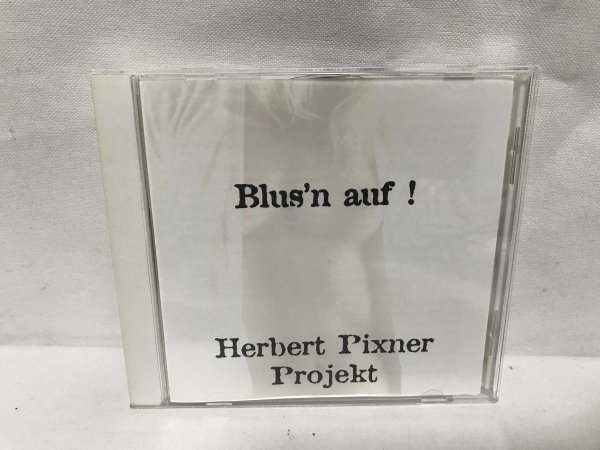 Blus'n auf !
Herbert Pixner
Projekt